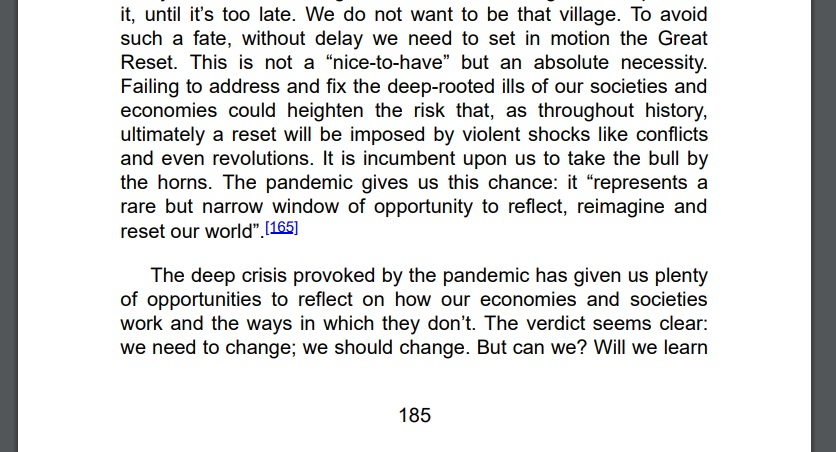 it, until it’s too late. We do not want to be that village. To avoid
such a fate, without delay we need to set in motion the Great
Reset. This is not a “nice-to-have” but an absolute necessity.
Failing to address and fix the deep-rooted ills of our societies and
economies could heighten the risk that, as throughout history,
ultimately a reset will be imposed by violent shocks like conflicts
and even revolutions. It is incumbent upon us to take the bull by
the horns. The pandemic gives us this chance: it “represents a
rare but narrow window of opportunity to reflect, reimagine and
reset our world”.[165]
The deep crisis provoked by the pandemic has given us plenty
of opportunities to reflect on how our economies and societies
work and the ways in which they don’t. The verdict seems clear:
we need to change; we should change. But can we? Will we learn
185